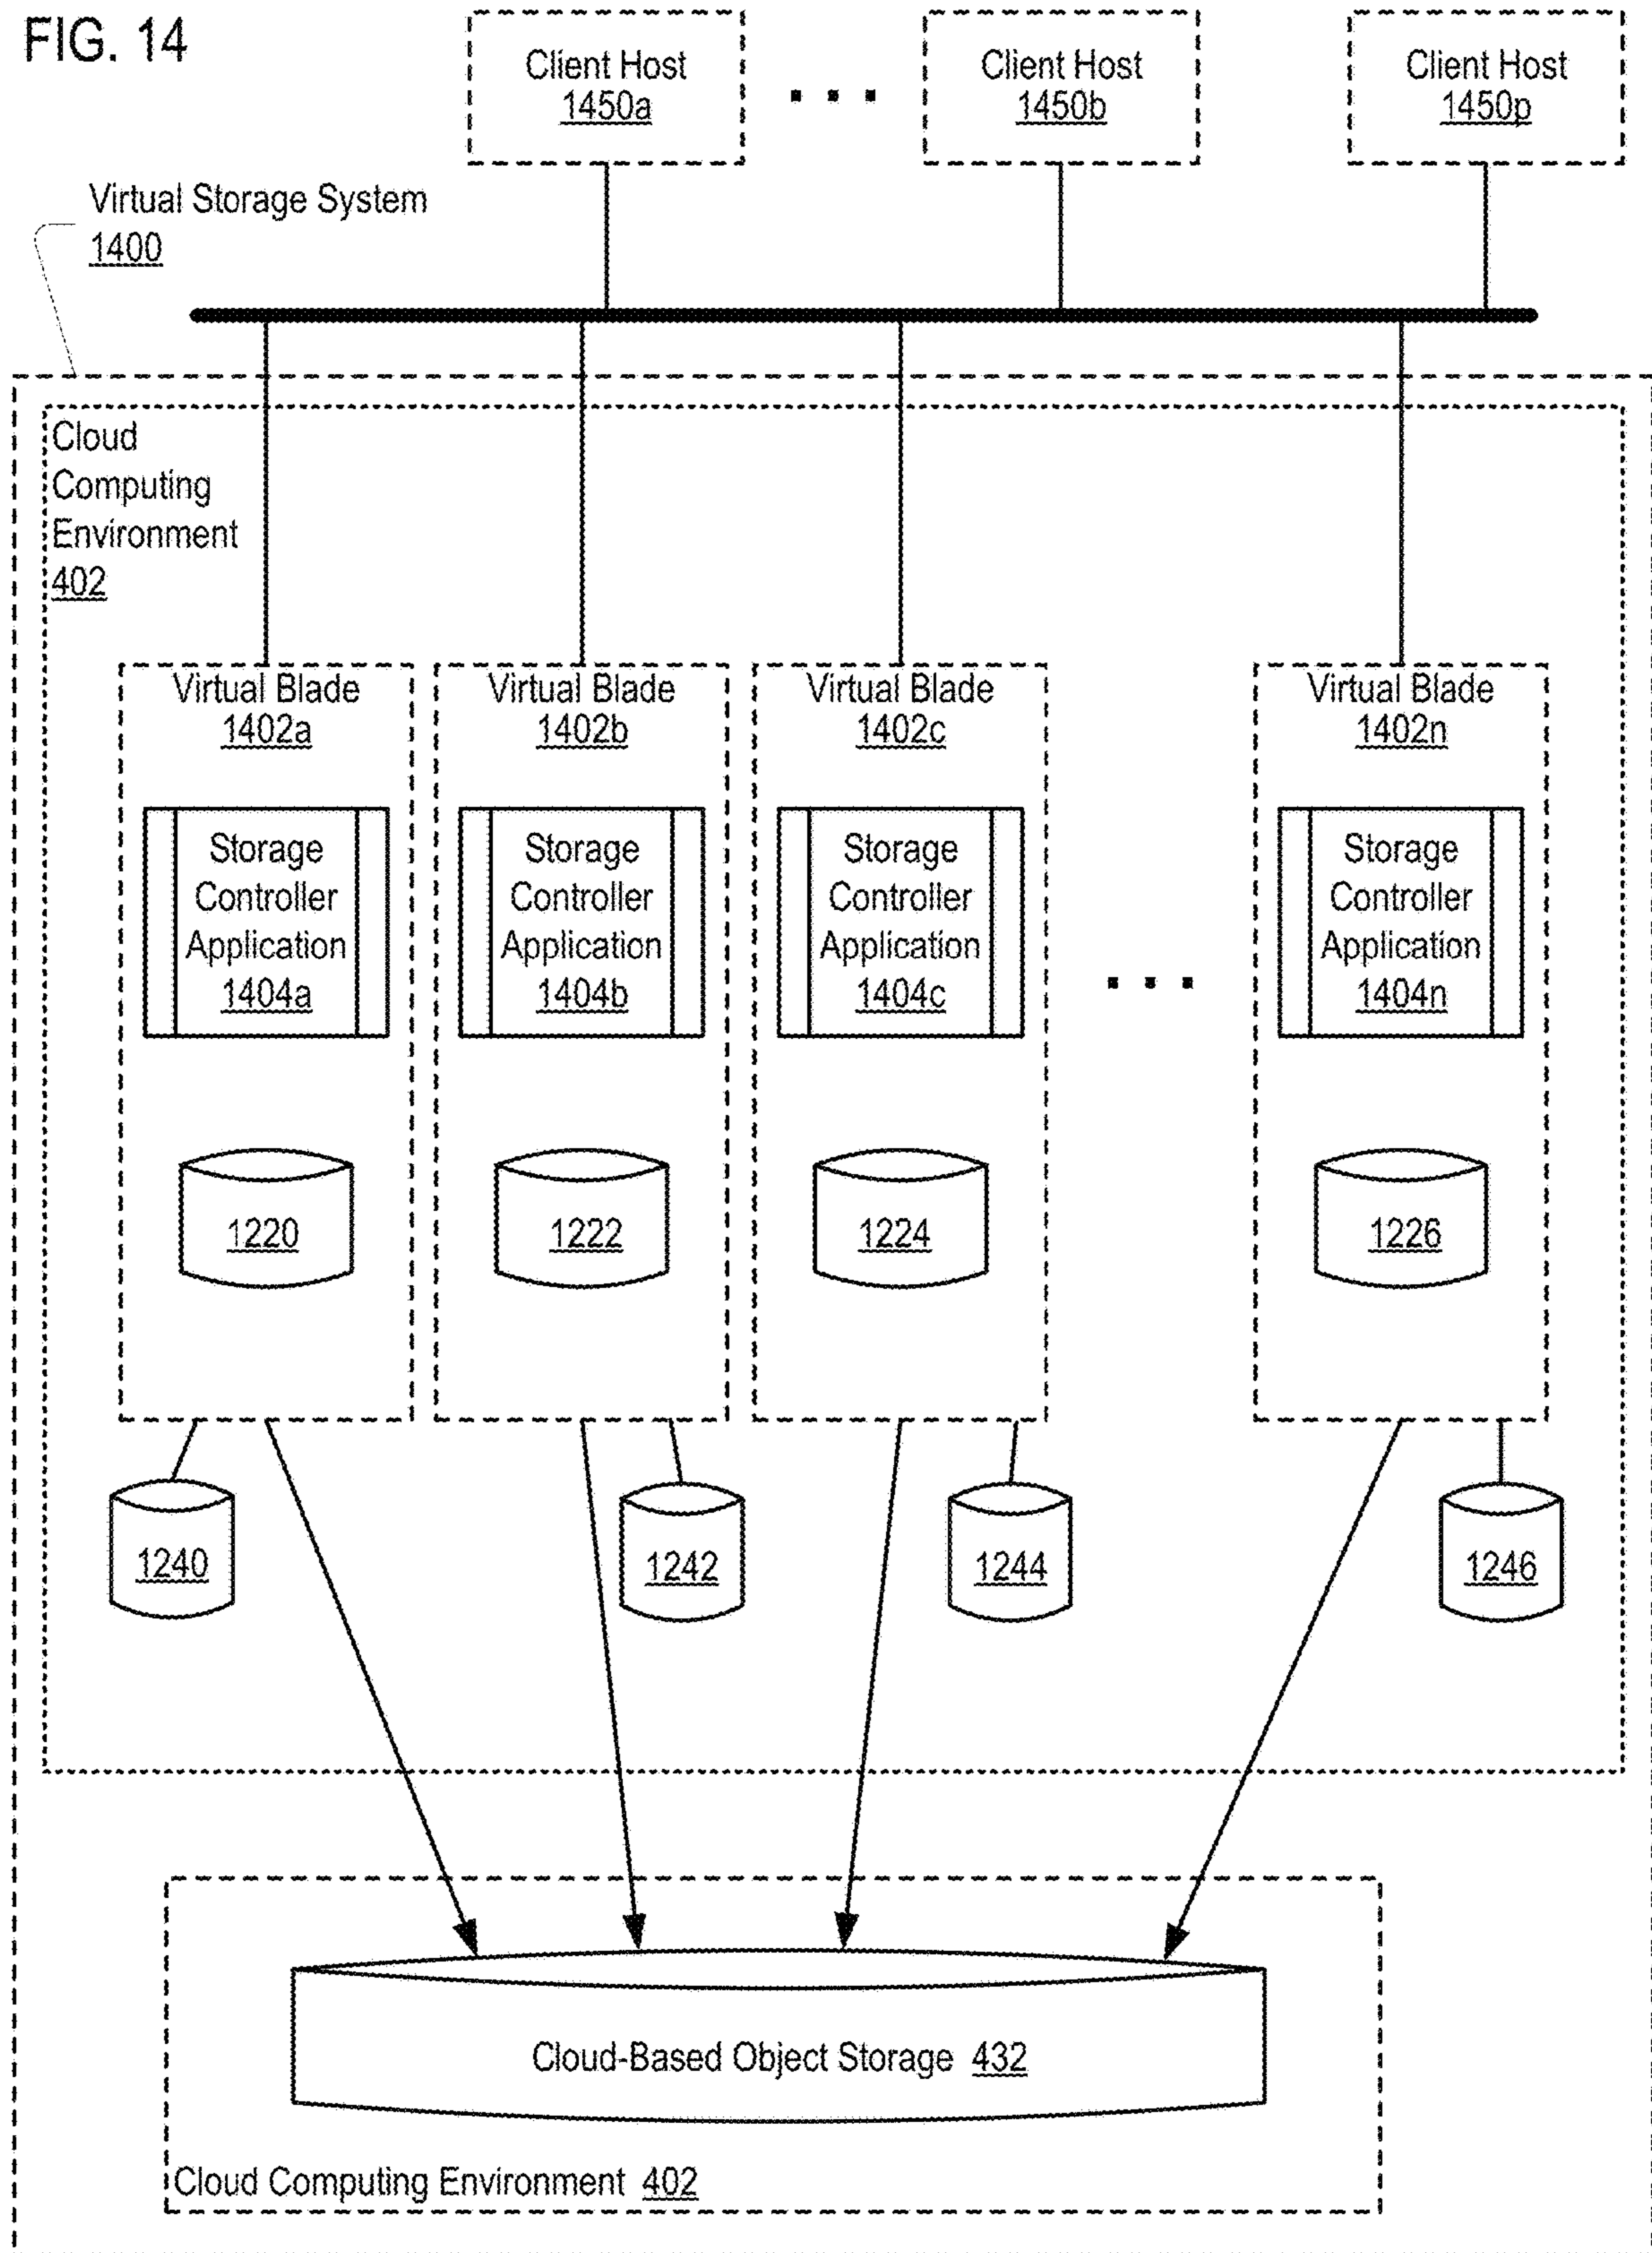 FIG. 14
Client Host
1450a
Client Host
1450b
Client Host
1450p
Virtual Storage System
1400
Cloud
Computing
Environment
402
Virtual Blade
1402a
Virtual Blade
1402b
Virtual Blade
1402c
Virtual Blade
1402n
Storage
Controller
Application
1404a
Storage
Controller
Application
1404b
Storage
Controller
Application
1404c
Storage
Controller
Application
1404n
1220
1222
1224
1226
1240
1242
1244
1246
Cloud-Based Object Storage 432
Cloud Computing Environment 402